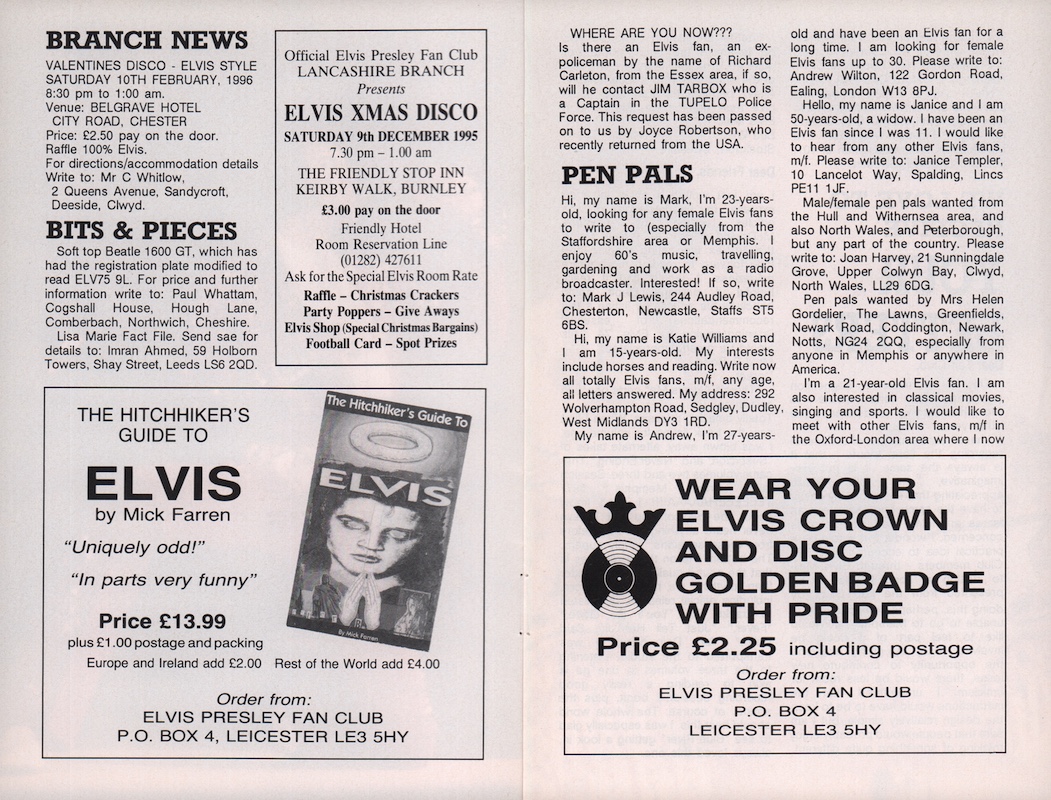 BRANCH NEWS
VALENTINES DISCO - ELVIS STYLE
SATURDAY 10TH FEBRUARY, 1996
8:30 pm to 1:00 am.
Venue: BELGRAVE HOTEL
CITY ROAD, CHESTER
Price: £2.50 pay on the door.
Raffle 100% Elvis.
For directions/accommodation details
Write to: Mr C Whitlow,
2 Queens Avenue, Sandycroft,
Deeside, Clwyd.
BITS & PIECES
Soft top Beatle 1600 GT, which has
had the registration plate modified to
read ELV75 9L. For price and further
information write to: Paul Whattam,
Cogshall House, Hough Lane,
Comberbach, Northwich, Cheshire.
Lisa Marie Fact File. Send sae for
details to: Imran Ahmed, 59 Holborn
Towers, Shay Street, Leeds LS6 2QD.
Official Elvis Presley Fan Club
LANCASHIRE BRANCH
Presents
ELVIS XMAS DISCO
SATURDAY 9th DECEMBER 1995
7.30 pm – 1.00 am
THE FRIENDLY STOP INN
KEIRBY WALK, BURNLEY
£3.00 pay on the door
Friendly Hotel
Room Reservation Line
(01282) 427611
Ask for the Special Elvis Room Rate
Raffle – Christmas Crackers
Party Poppers – Give Aways
Elvis Shop (Special Christmas Bargains)
Football Card – Spot Prizes
THE HITCHHIKER'S
GUIDE TO
ELVIS
by Mick Farren
"Uniquely odd!"
"In parts very funny"
Price £13.99
plus £1.00 postage and packing
Europe and Ireland add £2.00 Rest of the World add £4.00
Order from:
ELVIS PRESLEY FAN CLUB
P.O. BOX 4, LEICESTER LE3 5HY
The Hitchhiker's Guide To
ELVIS
By Mick Farren
WHERE ARE YOU NOW???
Is there an Elvis fan, an ex-
policeman by the name of Richard
Carleton, from the Essex area, if so,
will he contact JIM TARBOX who is
a Captain in the TUPELO Police
Force. This request has been passed
on to us by Joyce Robertson, who
recently returned from the USA.
PEN PALS
Hi, my name is Mark, I'm 23-years-
old, looking for any female Elvis fans
to write to (especially from the
Staffordshire area or Memphis. I
enjoy 60's music, travelling,
gardening and work as a radio
broadcaster. Interested! If so, write
to: Mark J Lewis, 244 Audley Road,
Chesterton, Newcastle, Staffs ST5
6BS.
Hi, my name is Katie Williams and
I am 15-years-old. My interests
include horses and reading. Write now
all totally Elvis fans, m/f, any age,
all letters answered. My address: 292
Wolverhampton Road, Sedgley, Dudley,
West Midlands DY3 1RD.
My name is Andrew, I'm 27-years-
old and have been an Elvis fan for a
long time. I am looking for female
Elvis fans up to 30. Please write to:
Andrew Wilton, 122 Gordon Road,
Ealing, London W13 8PJ.
Hello, my name is Janice and I am
50-years-old, a widow. I have been an
Elvis fan since I was 11. I would like
to hear from any other Elvis fans,
m/f. Please write to: Janice Templer,
10 Lancelot Way, Spalding, Lincs
PE11 1JF.
Male/female pen pals wanted from
the Hull and Withernsea area, and
also North Wales, and Peterborough,
but any part of the country. Please
write to: Joan Harvey, 21 Sunningdale
Grove, Upper Colwyn Bay, Clwyd,
North Wales, LL29 6DG.
Pen pals wanted by Mrs Helen
Gordelier, The Lawns, Greenfields,
Newark Road, Coddington, Newark,
Notts, NG24 2QQ, especially from
anyone in Memphis or anywhere in
America.
I'm a 21-year-old Elvis fan. I am
also interested in classical movies,
singing and sports. I would like to
meet with other Elvis fans, m/f in
the Oxford-London area where I now
WEAR YOUR
ELVIS CROWN
AND DISC
GOLDEN BADGE
WITH PRIDE
Price £2.25 including postage
Order from:
ELVIS PRESLEY FAN CLUB
P.O. BOX 4
LEICESTER LE3 5HY